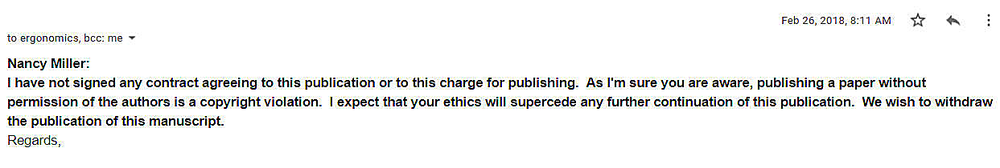 Feb 26, 2018, 8:11 AM
to ergonomics, bcc: me
Nancy Miller:
I have not signed any contract agreeing to this publication or to this charge for publishing.  As I'm sure you are aware, publishing a paper without
permission of the authors is a copyright violation.  I expect that your ethics will supercede any further continuation of this publication.  We wish to withdraw
the publication of this manuscript.
Regards,